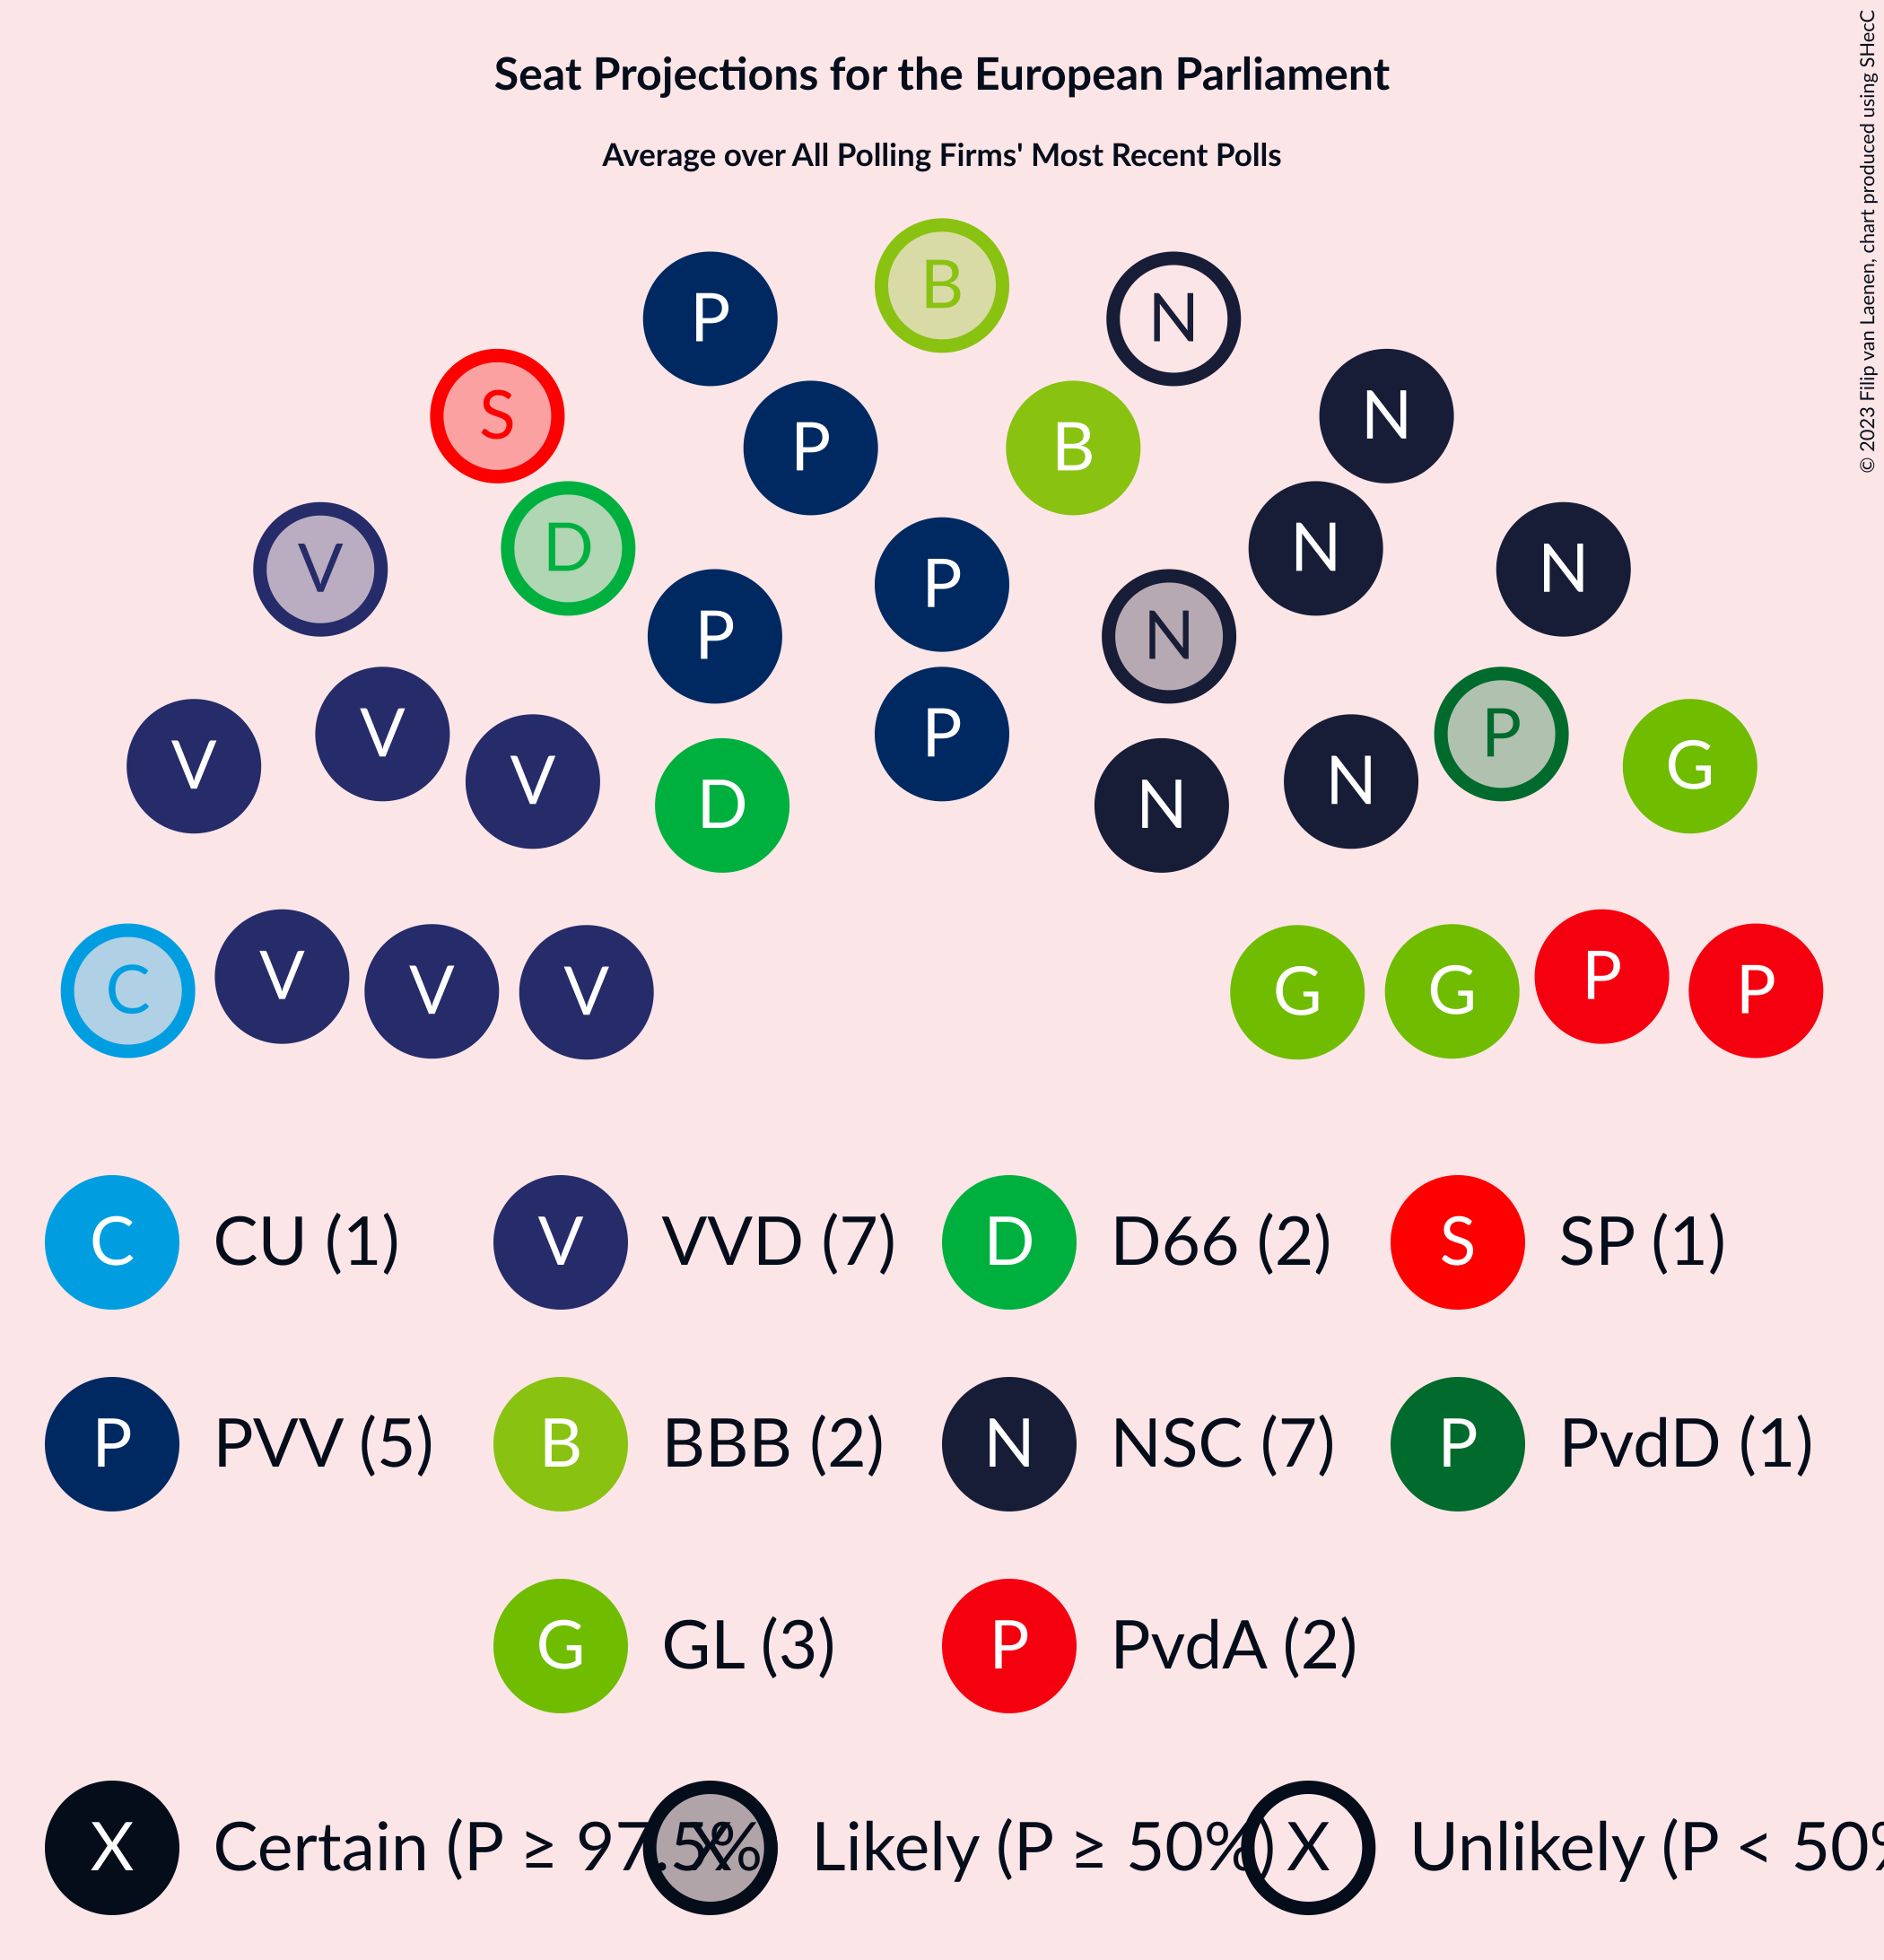 Seat Projections for the European Parliament
Average over All Polling Firms' Most Recent Polls
© 2023 Filip van Laenen, chart produced using SHecC
B
P N
S N
P B
D N
V N
P
P N
V P P G
V N
V D N
C V V V G G P P
C CU (1) V VVD (7) D D66 (2) S SP (1)
P PVV (5) B BBB (2) N NSC (7) P PvdD (1)
G GL (3) P PvdA (2)
X Certain (P ≥ 97.5% X Likely (P ≥ 50%) X Unlikely (P < 50%